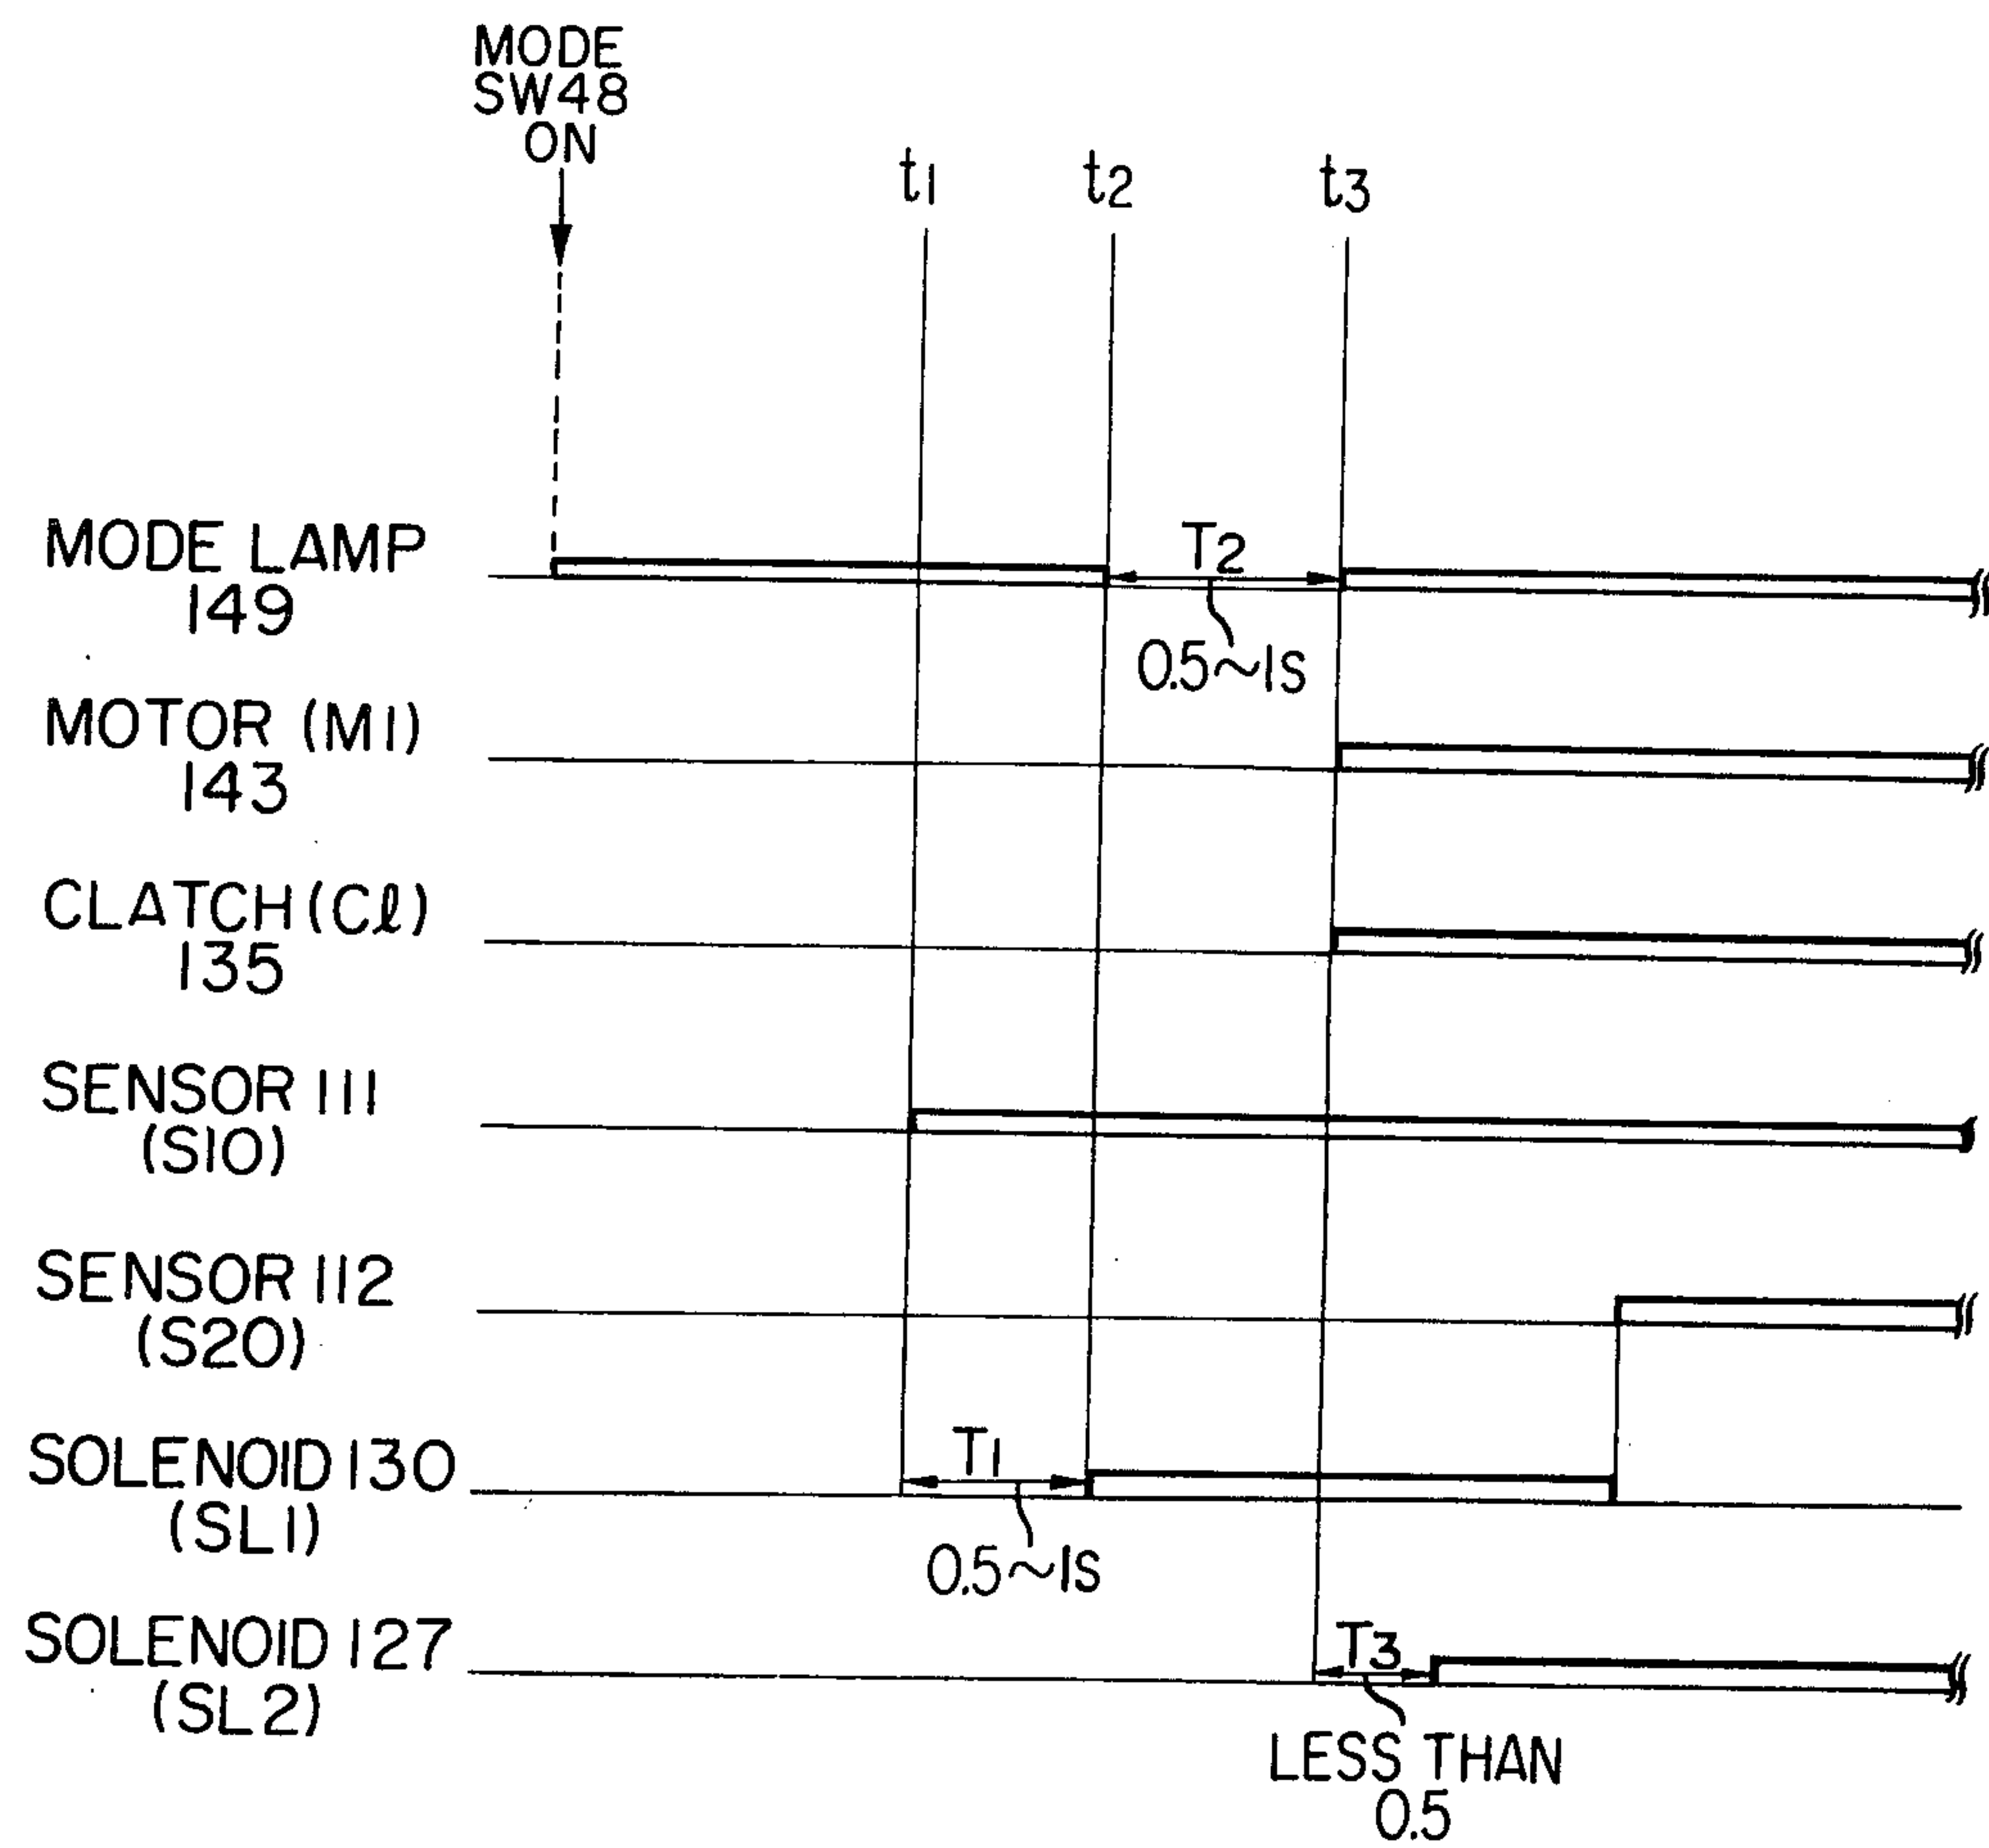 MODE
SW48
ON
t1
t2
t3
MODE LAMP
149
T2
0.5~1S
MOTOR (M1)
143
CLATCH (Cℓ)
135
SENSOR 111
(S10)
SENSOR 112
(S20)
SOLENOID 130
(SL1)
T1
0.5~1S
SOLENOID 127
(SL2)
T3
LESS THAN
0.5